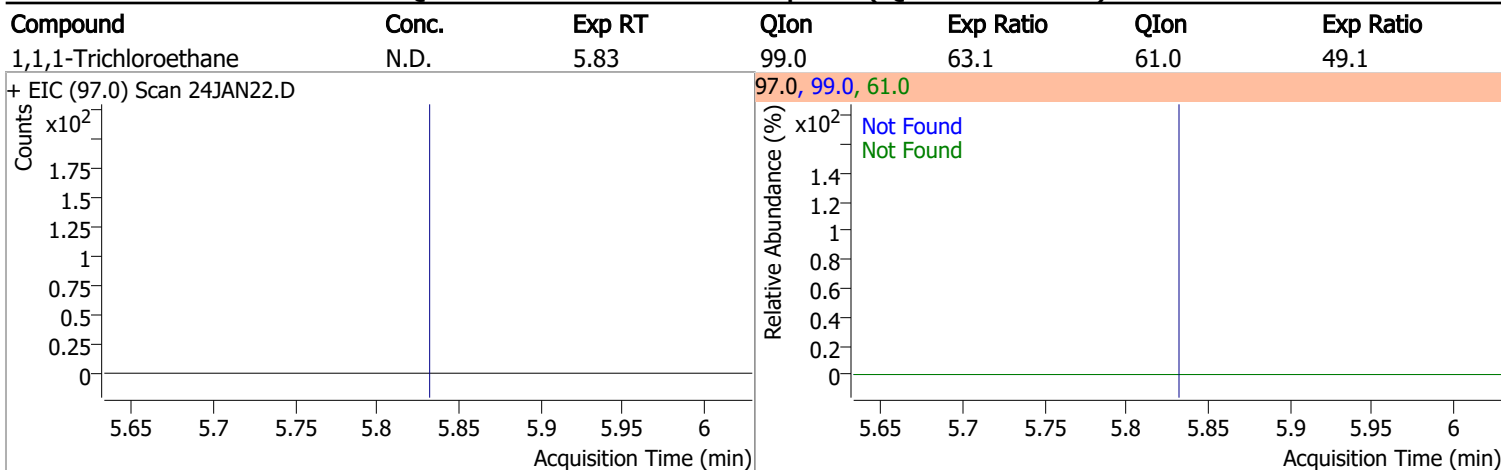 Compound Conc. Exp RT QIon Exp Ratio QIon Exp Ratio
1,1,1-Trichloroethane N.D. 5.83 99.0 63.1 61.0 49.1
+ EIC (97.0) Scan 24JAN22.D
Counts
x10²
1.75
1.5
1.25
1
0.75
0.5
0.25
0
5.65 5.7 5.75 5.8 5.85 5.9 5.95 6
Acquisition Time (min)
97.0, 99.0, 61.0
Relative Abundance (%)
x10²
Not Found
Not Found
1.4
1.2
1
0.8
0.6
0.4
0.2
0
5.65 5.7 5.75 5.8 5.85 5.9 5.95 6
Acquisition Time (min)